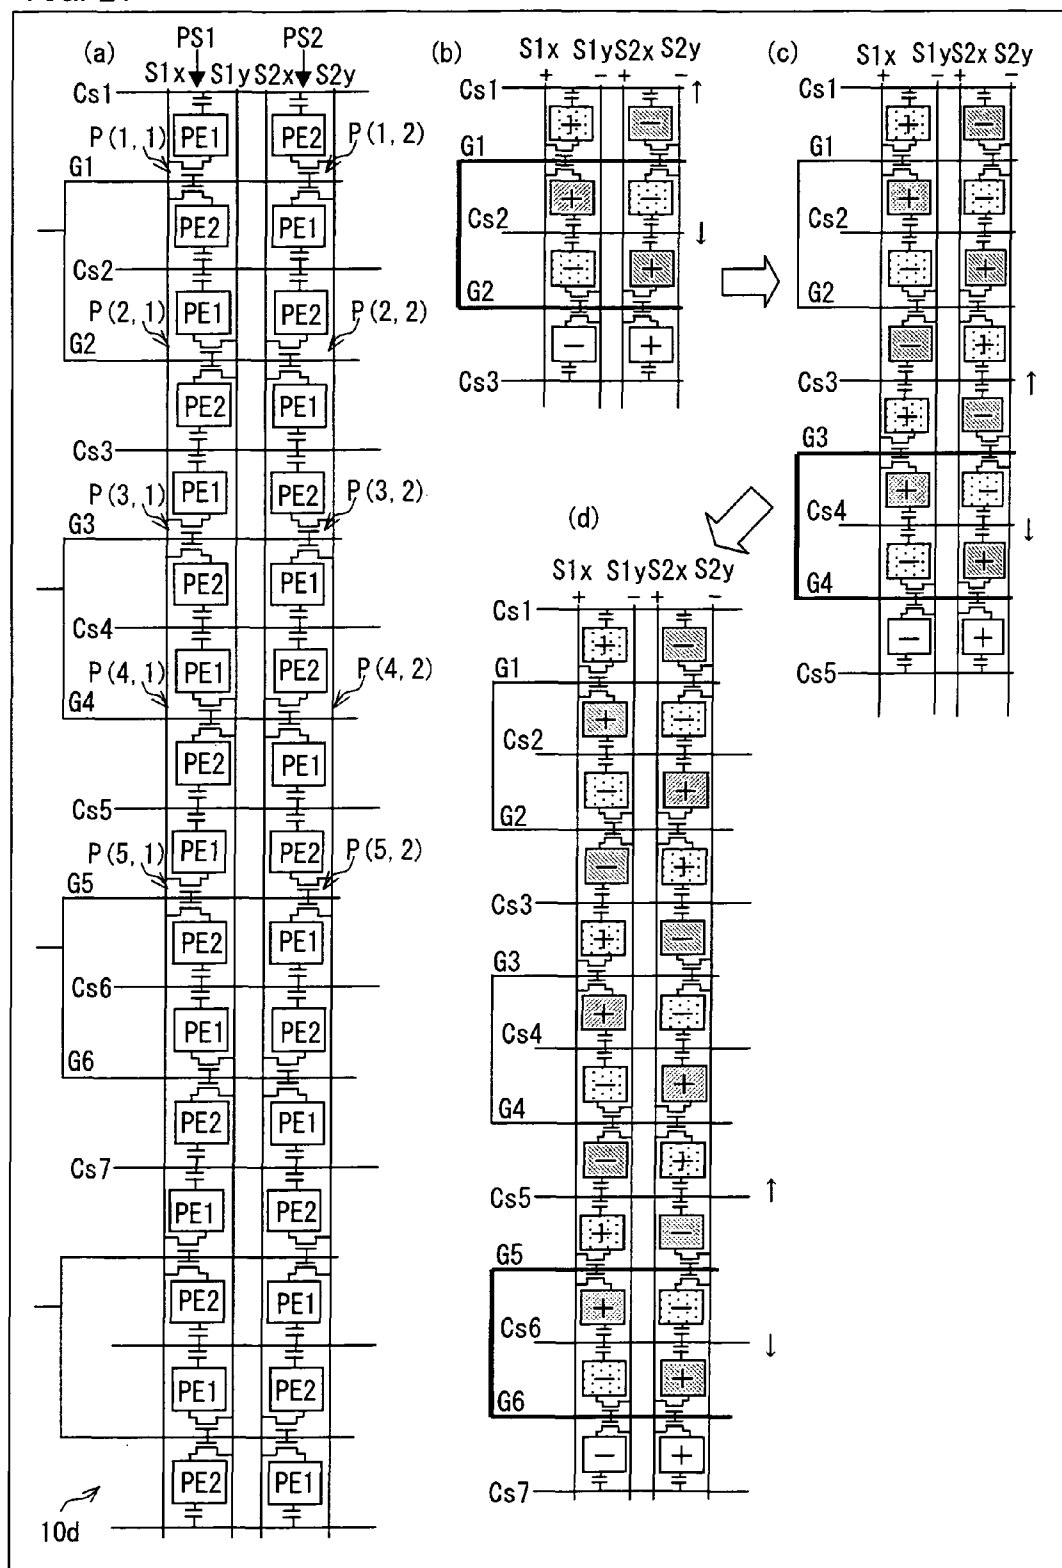 (a)
PS1 PS2
S1x S1y S2x S2y
Cs1
PE1 PE2
P(1, 1) P(1, 2)
G1
PE2 PE1
Cs2
PE1 PE2
P(2, 1) P(2, 2)
G2
PE2 PE1
Cs3
PE1 PE2
P(3, 1) P(3, 2)
G3
PE2 PE1
Cs4
PE1 PE2
P(4, 1) P(4, 2)
G4
PE2 PE1
Cs5
PE1 PE2
P(5, 1) P(5, 2)
G5
PE2 PE1
Cs6
PE1 PE2
G6
PE2 PE1
Cs7
PE1 PE2
PE2 PE1
PE1 PE2
PE2 PE1
10d
(b)
S1x S1y S2x S2y
+ − + −
Cs1 ↑
+ −
G1
+ −
Cs2 ↓
− +
G2
− +
Cs3
(c)
S1x S1y S2x S2y
+ − + −
Cs1
+ −
G1
+ −
Cs2
− +
G2
− +
Cs3 ↑
+ −
G3
+ −
Cs4 ↓
− +
G4
− +
Cs5
(d)
S1x S1y S2x S2y
+ − + −
Cs1
+ −
G1
+ −
Cs2
− +
G2
− +
Cs3
+ −
G3
+ −
Cs4
− +
G4
− +
Cs5 ↑
+ −
G5
+ −
Cs6 ↓
− +
G6
− +
Cs7